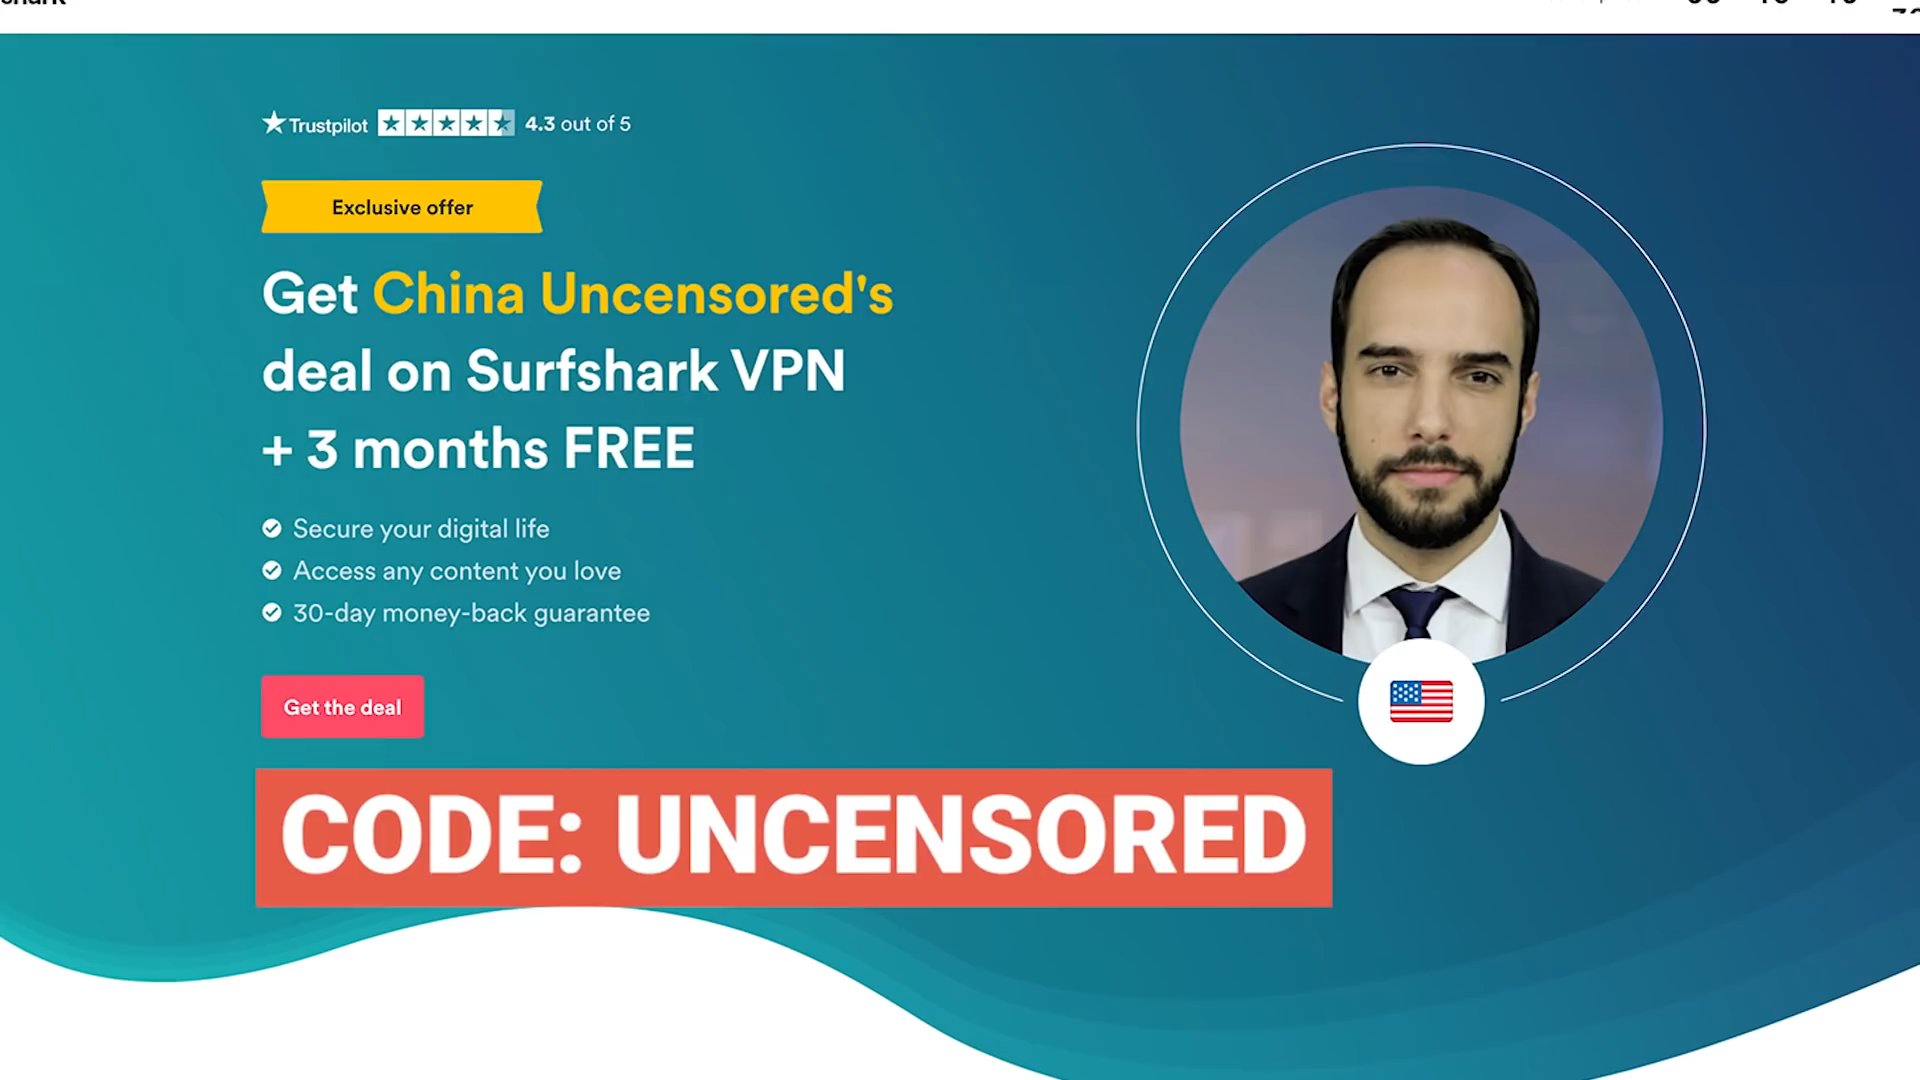 Trustpilot 4.3 out of 5
Exclusive offer
Get China Uncensored's
deal on Surfshark VPN
+ 3 months FREE
Secure your digital life
Access any content you love
30-day money-back guarantee
Get the deal
CODE: UNCENSORED